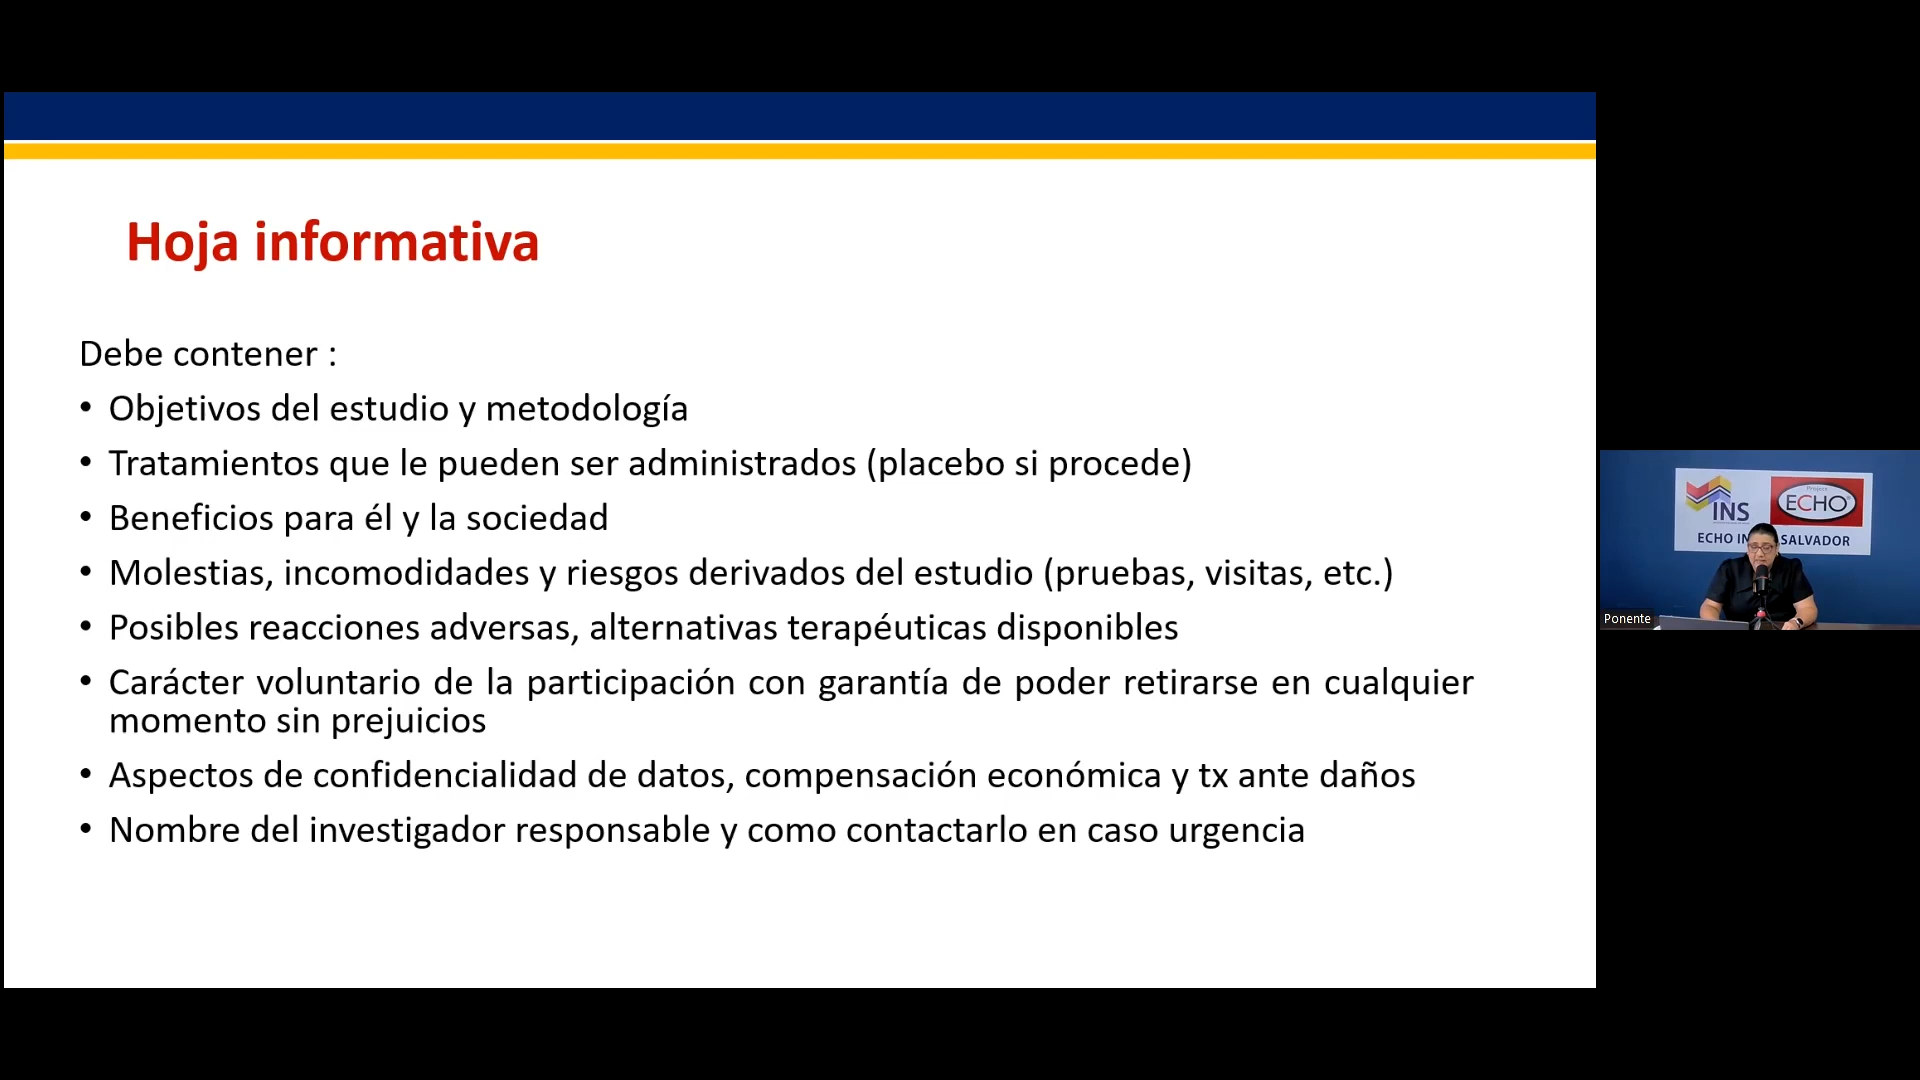 Hoja informativa
Debe contener :
• Objetivos del estudio y metodología
• Tratamientos que le pueden ser administrados (placebo si procede)
• Beneficios para él y la sociedad
• Molestias, incomodidades y riesgos derivados del estudio (pruebas, visitas, etc.)
• Posibles reacciones adversas, alternativas terapéuticas disponibles
• Carácter voluntario de la participación con garantía de poder retirarse en cualquier
momento sin prejuicios
• Aspectos de confidencialidad de datos, compensación económica y tx ante daños
• Nombre del investigador responsable y como contactarlo en caso urgencia
INS
Project
ECHO®
ECHO IN SALVADOR
Ponente